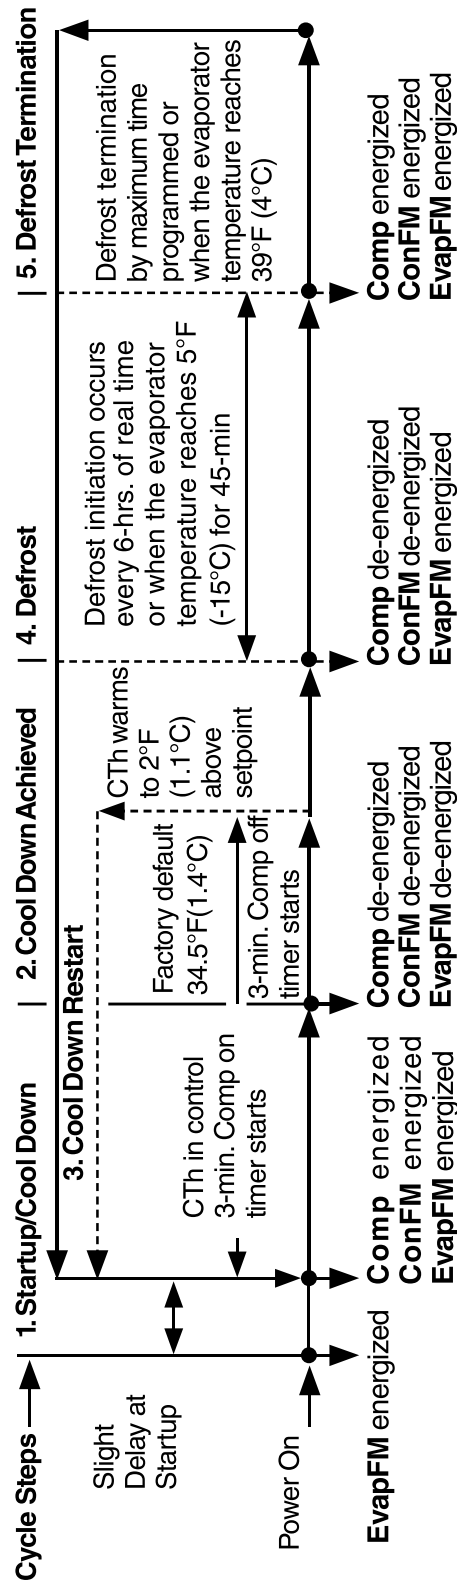 Cycle Steps
1. Startup/Cool Down
2. Cool Down Achieved
4. Defrost
5. Defrost Termination
3. Cool Down Restart
Slight
Delay at
Startup
CTh in control
3-min. Comp on
timer starts
Factory default
34.5°F(1.4°C)
3-min. Comp off
timer starts
CTh warms
to 2°F
(1.1°C)
above
setpoint
Defrost initiation occurs
every 6-hrs. of real time
or when the evaporator
temperature reaches 5°F
(-15°C) for 45-min
Defrost termination
by maximum time
programmed or
when the evaporator
temperature reaches
39°F (4°C)
Power On
EvapFM energized
Comp energized
ConFM energized
EvapFM energized
Comp de-energized
ConFM de-energized
EvapFM de-energized
Comp de-energized
ConFM de-energized
EvapFM energized
Comp energized
ConFM energized
EvapFM energized